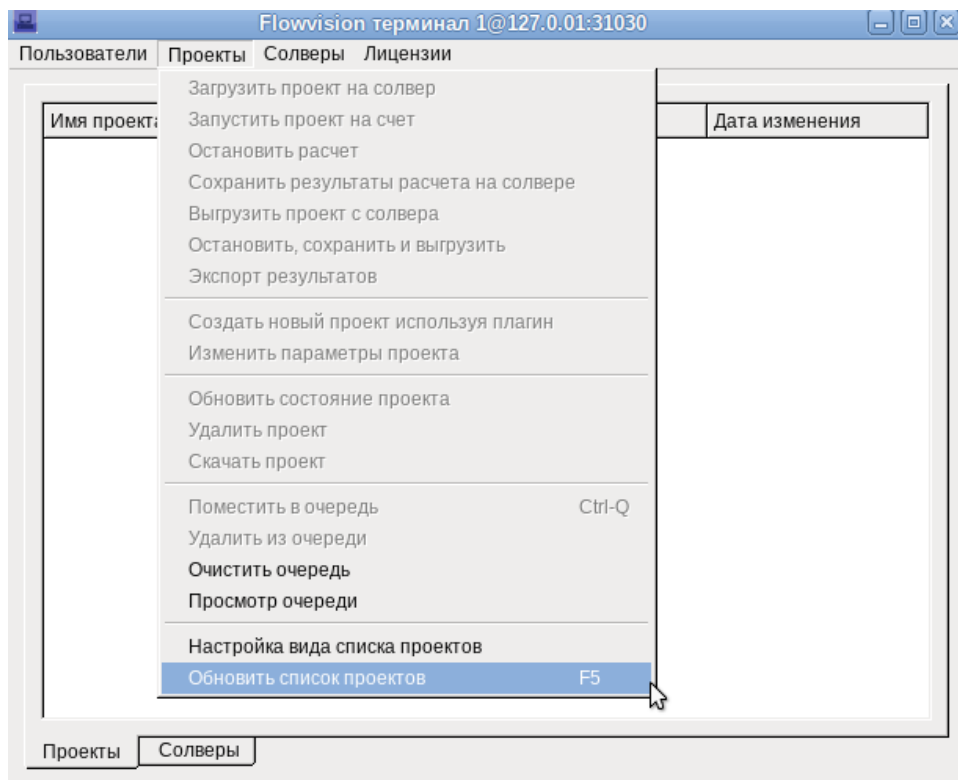 Flowvision терминал 1@127.0.01:31030
Пользователи Проекты Солверы Лицензии
Загрузить проект на солвер
Имя проекта Запустить проект на счет Дата изменения
Остановить расчет
Сохранить результаты расчета на солвере
Выгрузить проект с солвера
Остановить, сохранить и выгрузить
Экспорт результатов
Создать новый проект используя плагин
Изменить параметры проекта
Обновить состояние проекта
Удалить проект
Скачать проект
Поместить в очередь Ctrl-Q
Удалить из очереди
Очистить очередь
Просмотр очереди
Настройка вида списка проектов
Обновить список проектов F5
Проекты Солверы